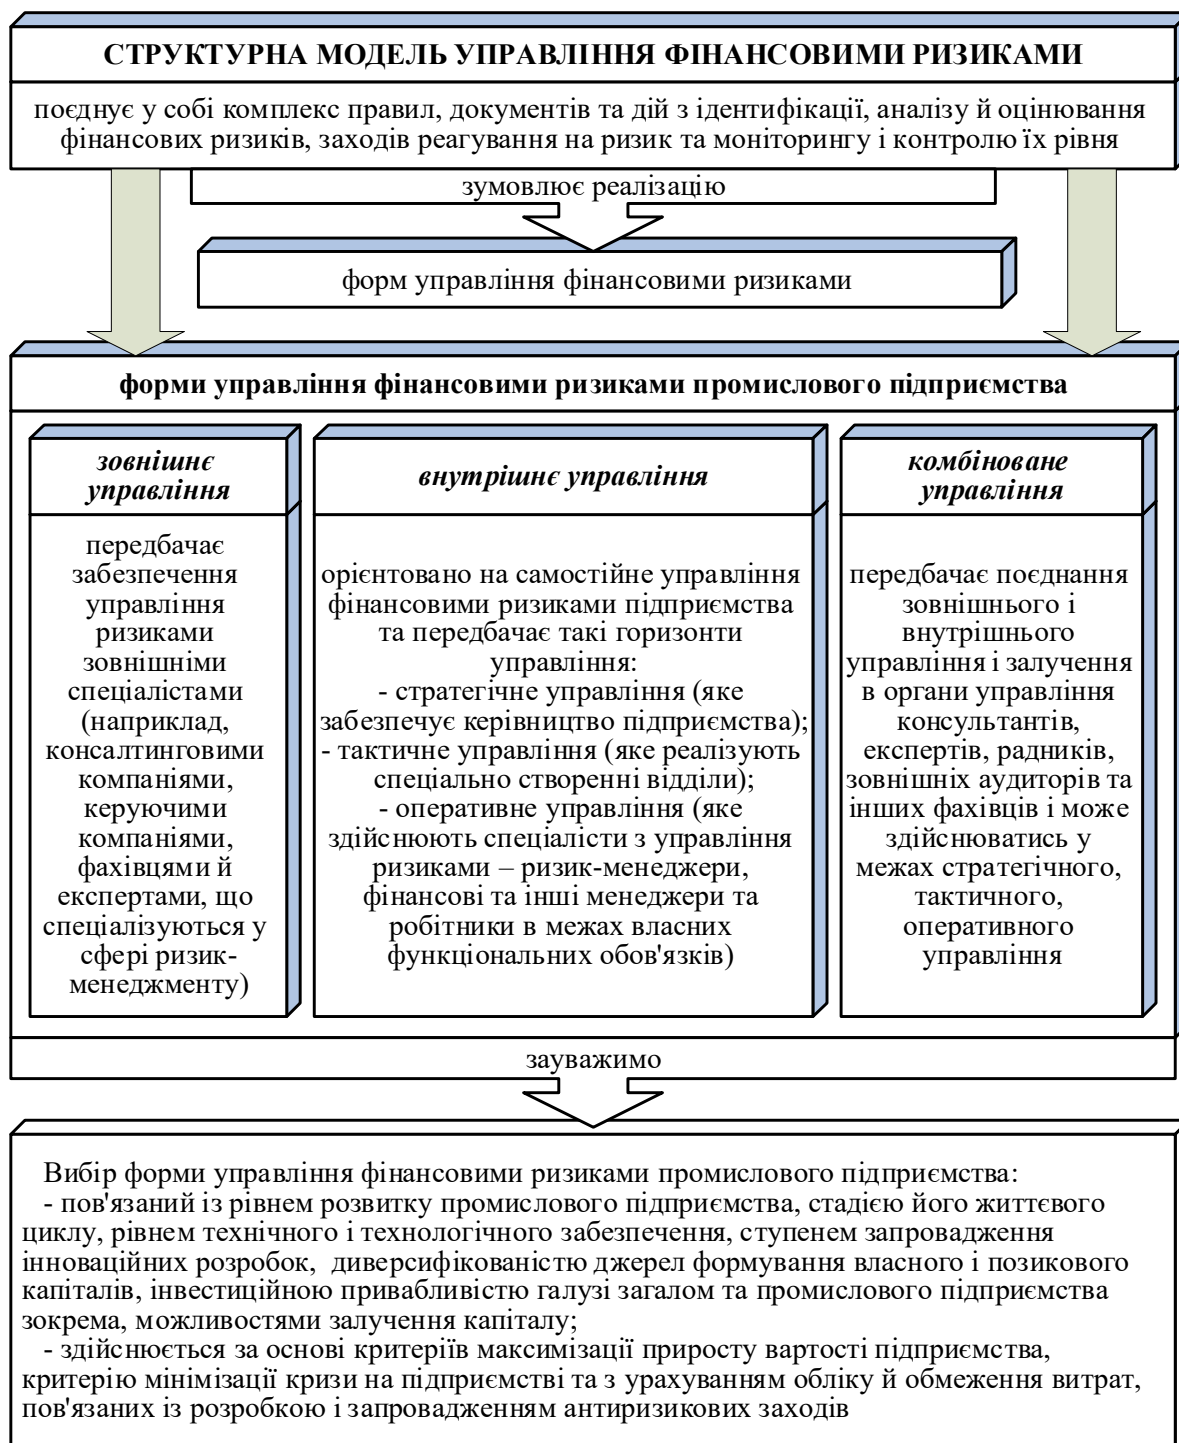 СТРУКТУРНА МОДЕЛЬ УПРАВЛІННЯ ФІНАНСОВИМИ РИЗИКАМИ
поєднує у собі комплекс правил, документів та дій з ідентифікації, аналізу й оцінювання
фінансових ризиків, заходів реагування на ризик та моніторингу і контролю їх рівня
зумовлює реалізацію
форм управління фінансовими ризиками
форми управління фінансовими ризиками промислового підприємства
зовнішнє
управління
передбачає
забезпечення
управління
ризиками
зовнішніми
спеціалістами
(наприклад,
консалтинговими
компаніями,
керуючими
компаніями,
фахівцями й
експертами, що
спеціалізуються у
сфері ризик-
менеджменту)
внутрішнє управління
орієнтовано на самостійне управління
фінансовими ризиками підприємства
та передбачає такі горизонти
управління:
- стратегічне управління (яке
забезпечує керівництво підприємства);
- тактичне управління (яке реалізують
спеціально створенні відділи);
- оперативне управління (яке
здійснюють спеціалісти з управління
ризиками – ризик-менеджери,
фінансові та інші менеджери та
робітники в межах власних
функціональних обов'язків)
комбіноване
управління
передбачає поєднання
зовнішнього і
внутрішнього
управління і залучення
в органи управління
консультантів,
експертів, радників,
зовнішніх аудиторів та
інших фахівців і може
здійснюватись у
межах стратегічного,
тактичного,
оперативного
управління
зауважимо
Вибір форми управління фінансовими ризиками промислового підприємства:
- пов'язаний із рівнем розвитку промислового підприємства, стадією його життєвого
циклу, рівнем технічного і технологічного забезпечення, ступенем запровадження
інноваційних розробок, диверсифікованістю джерел формування власного і позикового
капіталів, інвестиційною привабливістю галузі загалом та промислового підприємства
зокрема, можливостями залучення капіталу;
- здійснюється за основі критеріїв максимізації приросту вартості підприємства,
критерію мінімізації кризи на підприємстві та з урахуванням обліку й обмеження витрат,
пов'язаних із розробкою і запровадженням антиризикових заходів